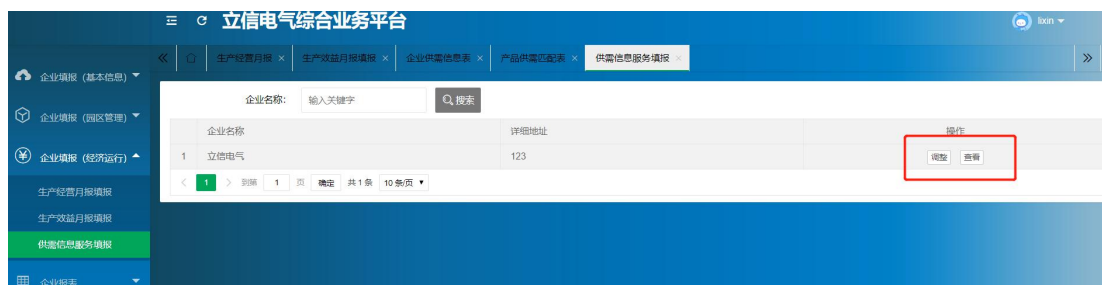 立信电气综合业务平台
lixin
生产经营月报 ×
生产效益月报填报 ×
企业供需信息表 ×
产品供需匹配表 ×
供需信息服务填报 ×
企业填报 (基本信息)
企业填报 (园区管理)
企业填报 (经济运行)
生产经营月报填报
生产效益月报填报
供需信息服务填报
企业报表
企业名称: 输入关键字 搜索
企业名称 详细地址 操作
1 立信电气 123 调整 查看
< 1 > 到第 1 页 确定 共 1 条 10 条/页